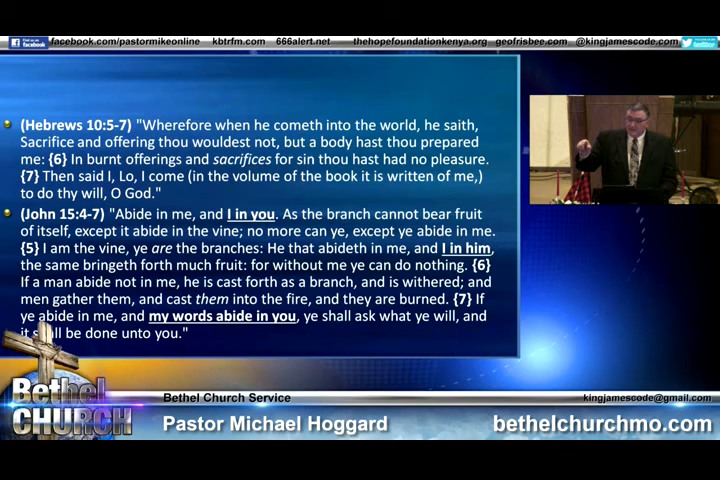 Find us on facebook facebook.com/pastormikeonline kbtrfm.com 666alert.net thehopefoundationkenya.org geofrisbee.com @kingjamescode.com twitter
(Hebrews 10:5-7) "Wherefore when he cometh into the world, he saith,
Sacrifice and offering thou wouldest not, but a body hast thou prepared
me: {6} In burnt offerings and sacrifices for sin thou hast had no pleasure.
{7} Then said I, Lo, I come (in the volume of the book it is written of me,)
to do thy will, O God."
(John 15:4-7) "Abide in me, and I in you. As the branch cannot bear fruit
of itself, except it abide in the vine; no more can ye, except ye abide in me.
{5} I am the vine, ye are the branches: He that abideth in me, and I in him,
the same bringeth forth much fruit: for without me ye can do nothing. {6}
If a man abide not in me, he is cast forth as a branch, and is withered; and
men gather them, and cast them into the fire, and they are burned. {7} If
ye abide in me, and my words abide in you, ye shall ask what ye will, and
it shall be done unto you."
Bethel
CHURCH
Bethel Church Service kingjamescode@gmail.com
Pastor Michael Hoggard bethelchurchmo.com